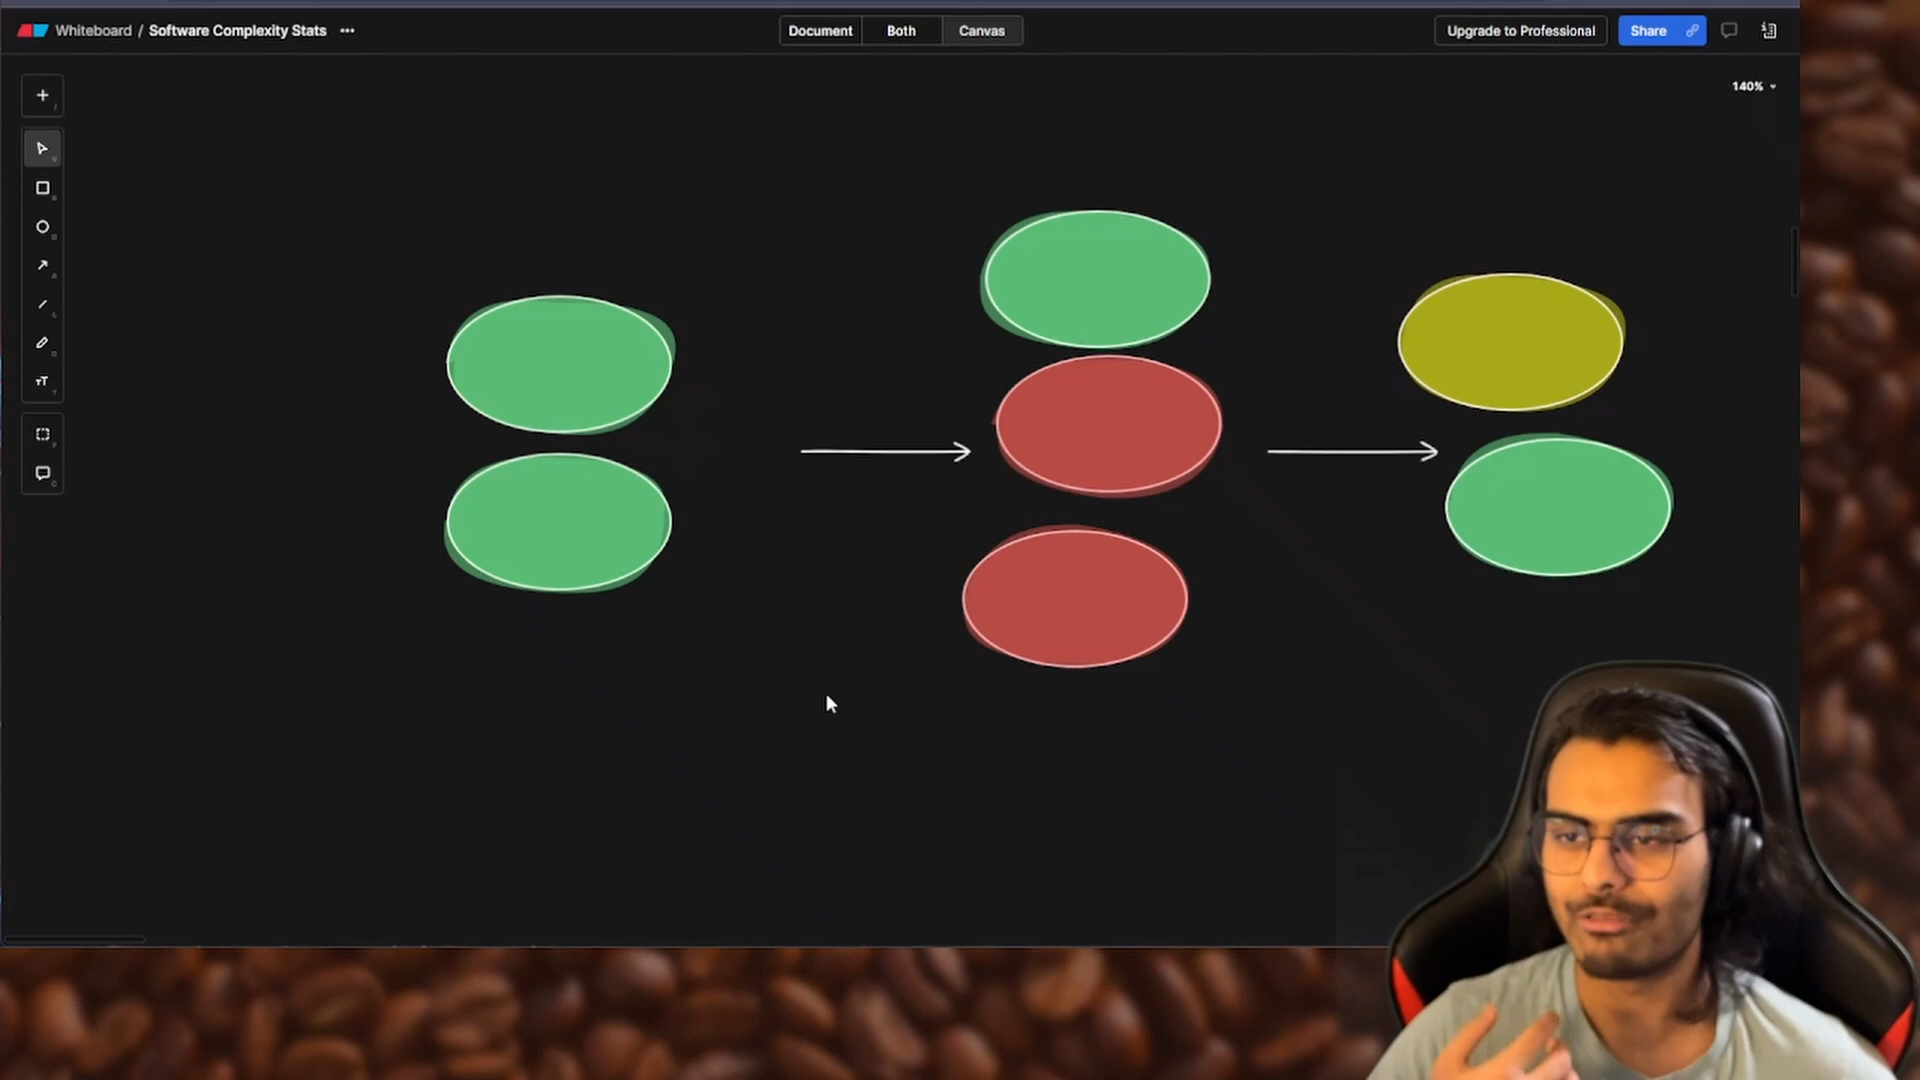 Whiteboard / Software Complexity Stats •••
Document Both Canvas
Upgrade to Professional Share
140%